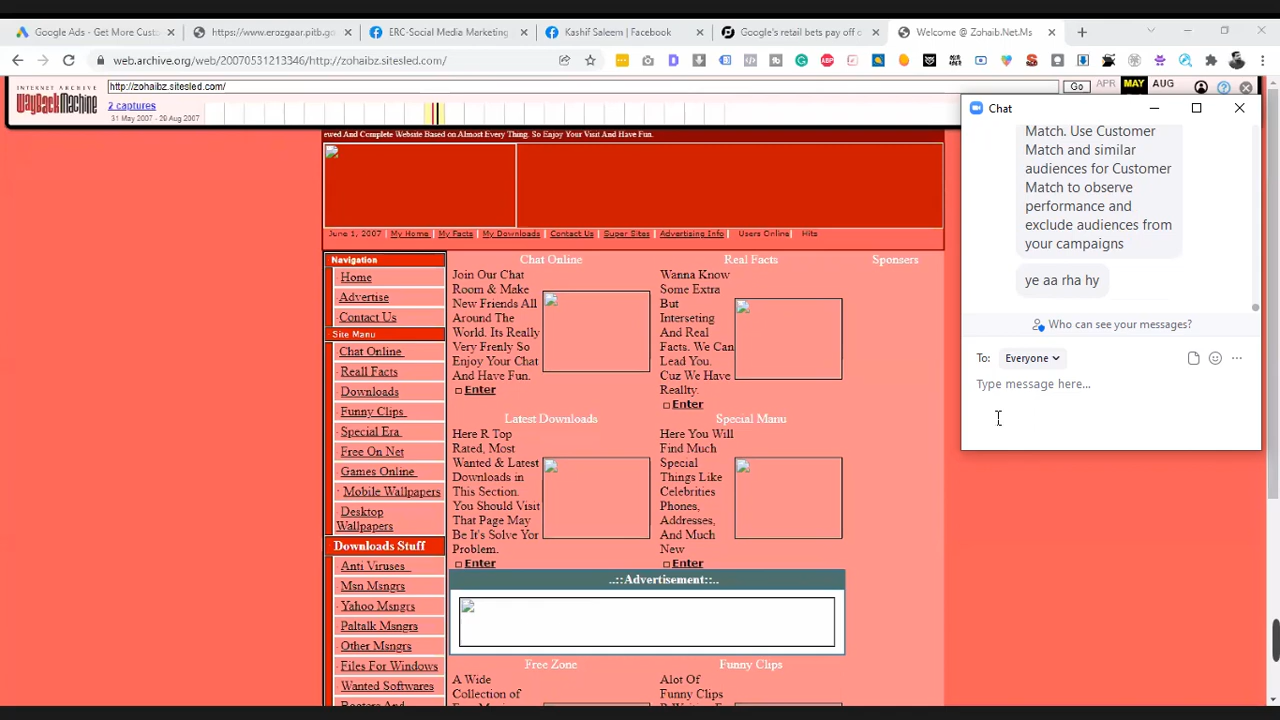 Google Ads - Get More Cust
https://www.erozgaar.pitb.go
ERC-Social Media Marketing
Kashif Saleem | Facebook
Google's retail bets pay off o
Welcome @ Zohaib.Net.Ms
web.archive.org/web/20070531213346/http://zohaibz.sitesled.com/
INTERNET ARCHIVE
WayBackMachine
http://zohaibz.sitesled.com/
Go
APR MAY AUG
2 captures
31 May 2007 - 29 Aug 2007
ewed And Complete Website Based on Almost Every Thing. So Enjoy Your Visit And Have Fun.
June 1, 2007 | My Home | My Facts | My Downloads | Contact Us | Super Sites | Advertising Info | Users Online | Hits
Navigation
Home
Advertise
Contact Us
Site Manu
Chat Online
Reall Facts
Downloads
Funny Clips
Special Era
Free On Net
Games Online
Mobile Wallpapers
Desktop
Wallpapers
Downloads Stuff
Anti Viruses
Msn Msngrs
Yahoo Msngrs
Paltalk Msngrs
Other Msngrs
Files For Windows
Wanted Softwares
Chat Online
Join Our Chat
Room & Make
New Friends All
Around The
World. Its Really
Very Frenly So
Enjoy Your Chat
And Have Fun.
Enter
Real Facts
Wanna Know
Some Extra
But
Interseting
And Real
Facts. We Can
Lead You.
Cuz We Have
Reallty.
Enter
Sponsers
Latest Downloads
Here R Top
Rated, Most
Wanted & Latest
Downloads in
This Section.
You Should Visit
That Page May
Be It's Solve Yor
Problem.
Enter
Special Manu
Here You Will
Find Much
Special
Things Like
Celebrities
Phones,
Addresses,
And Much
New
Enter
..::Advertisement::..
Free Zone
A Wide
Collection of
Funny Clips
Alot Of
Funny Clips
Chat
Match. Use Customer
Match and similar
audiences for Customer
Match to observe
performance and
exclude audiences from
your campaigns
ye aa rha hy
Who can see your messages?
To: Everyone
Type message here...